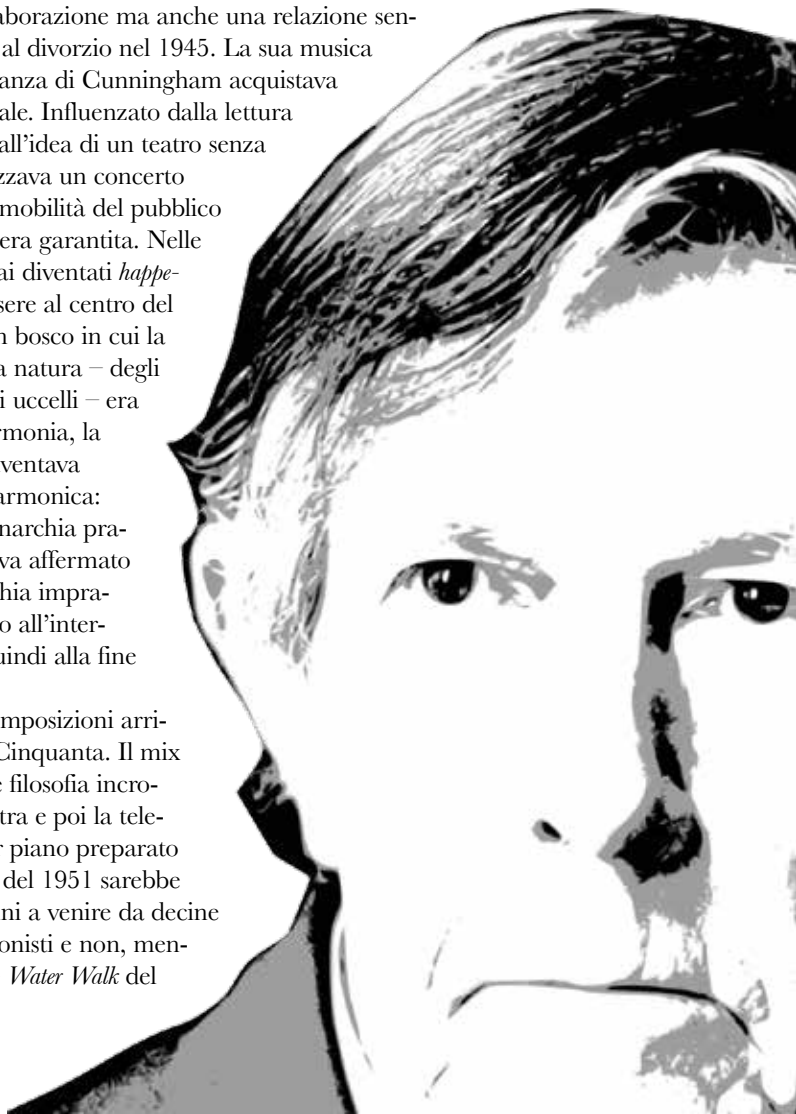 aborazione ma anche una relazione sen-
al divorzio nel 1945. La sua musica
anza di Cunningham acquistava
ale. Influenzato dalla lettura
all’idea di un teatro senza
zzava un concerto
mobilità del pubblico
era garantita. Nelle
ai diventati happe-
sere al centro del
n bosco in cui la
a natura – degli
i uccelli – era
rmonia, la
iventava
armonica:
narchia pra-
va affermato
chia impra-
o all’inter-
uindi alla fine
mposizioni arri-
Cinquanta. Il mix
e filosofia incro-
tra e poi la tele-
r piano preparato
del 1951 sarebbe
ni a venire da decine
onisti e non, men-
Water Walk del